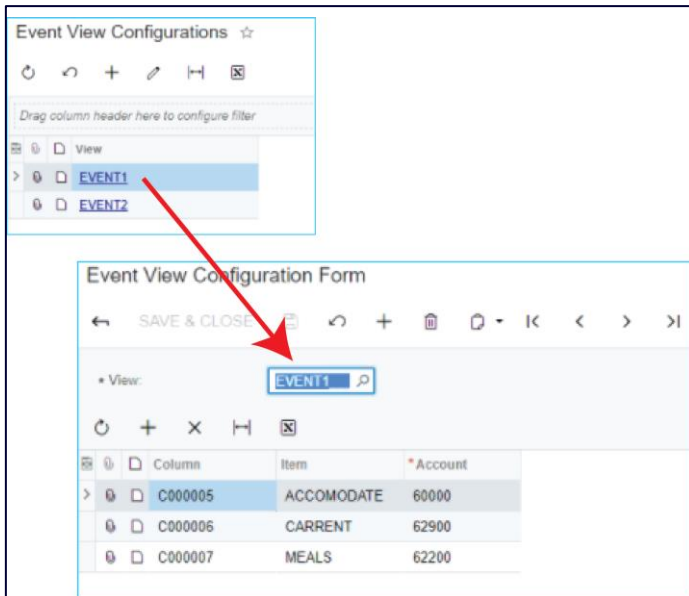 Event View Configurations
Drag column header here to configure filter
View
EVENT1
EVENT2
Event View Configuration Form
SAVE & CLOSE
• View:
EVENT1
Column Item *Account
C000005 ACCOMODATE 60000
C000006 CARRENT 62900
C000007 MEALS 62200